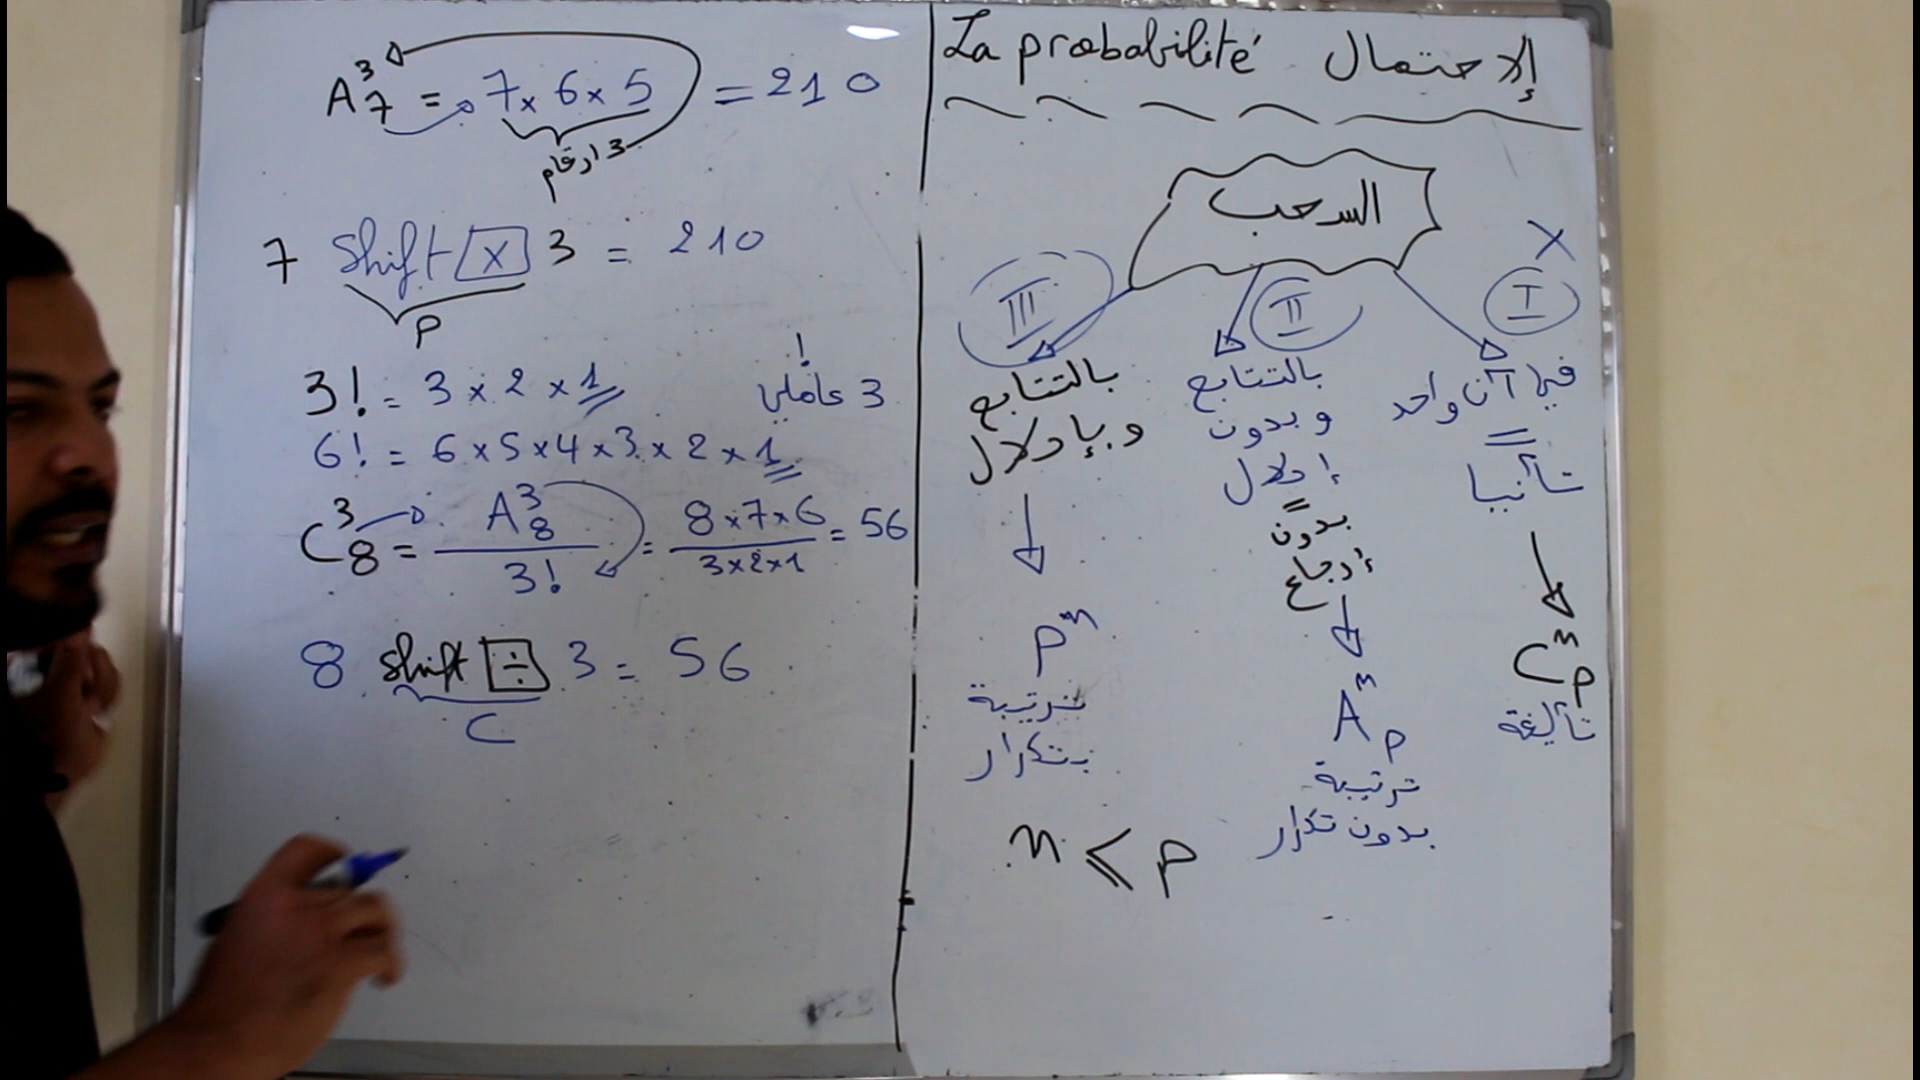 A³₇ = 7 × 6 × 5 = 210
3 ارقام
7 shift × 3 = 210
P
3! = 3 × 2 × 1
!
3 عاملي
6! = 6 × 5 × 4 × 3 × 2 × 1
C³₈ = A³₈ / 3! = 8 × 7 × 6 / 3 × 2 × 1 = 56
8 shift ÷ 3 = 56
C
La probabilité الإحتمال
السحب
X
I
في آن واحد
=
تآنيا
Cⁿp
تآليفة
II
بالتتابع
و بدون
إحلال
=
بدون
إرجاع
Aⁿp
ترتيبة
بدون تكرار
III
بالتتابع
و بإحلال
pⁿ
ترتيبة
بتكرار
n ⩽ p